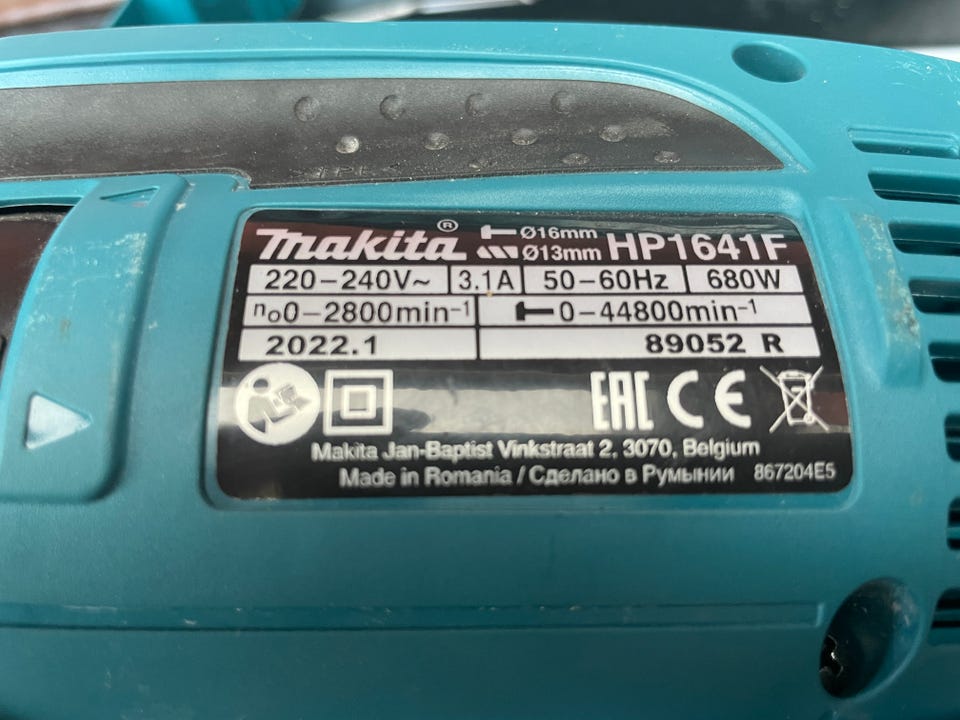 makita® Ø16mm HP1641F
Ø13mm
220-240V~ 3.1A 50-60Hz 680W
n₀0-2800min⁻¹ 0-44800min⁻¹
2022.1 89052 R
EAC CE
Makita Jan-Baptist Vinkstraat 2, 3070, Belgium
Made in Romania / Сделано в Румынии 867204E5